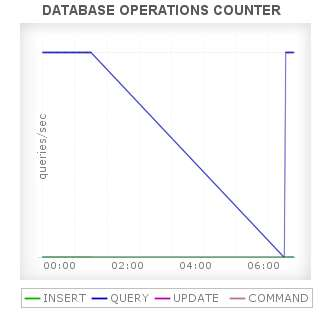 DATABASE OPERATIONS COUNTER
queries/sec
00:00 02:00 04:00 06:00
INSERT QUERY UPDATE COMMAND